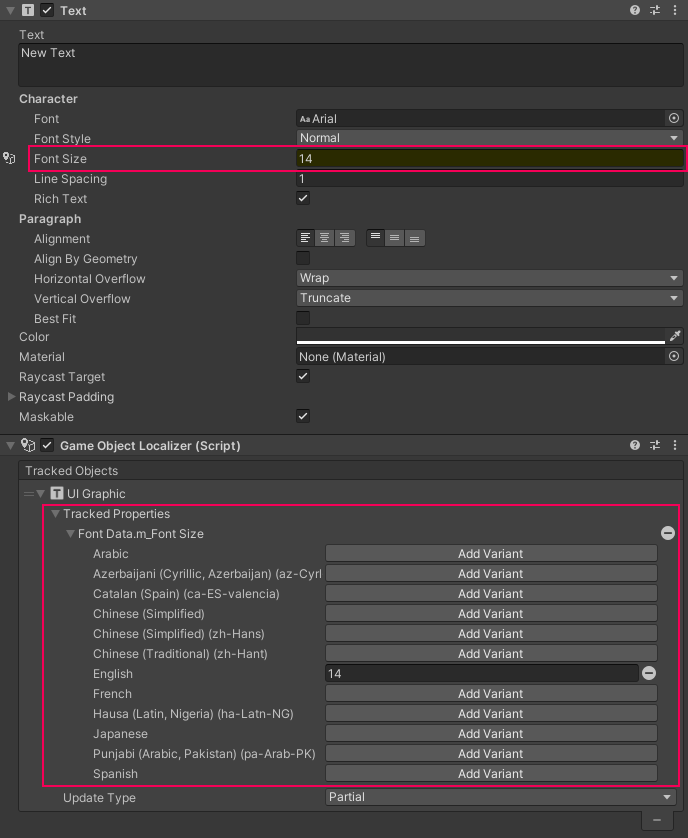 Text
Text
New Text
Character
Font Arial
Font Style Normal
Font Size 14
Line Spacing 1
Rich Text
Paragraph
Alignment
Align By Geometry
Horizontal Overflow Wrap
Vertical Overflow Truncate
Best Fit
Color
Material None (Material)
Raycast Target
Raycast Padding
Maskable
Game Object Localizer (Script)
Tracked Objects
UI Graphic
Tracked Properties
Font Data.m_Font Size
Arabic Add Variant
Azerbaijani (Cyrillic, Azerbaijan) (az-Cyrl Add Variant
Catalan (Spain) (ca-ES-valencia) Add Variant
Chinese (Simplified) Add Variant
Chinese (Simplified) (zh-Hans) Add Variant
Chinese (Traditional) (zh-Hant) Add Variant
English 14
French Add Variant
Hausa (Latin, Nigeria) (ha-Latn-NG) Add Variant
Japanese Add Variant
Punjabi (Arabic, Pakistan) (pa-Arab-PK) Add Variant
Spanish Add Variant
Update Type Partial